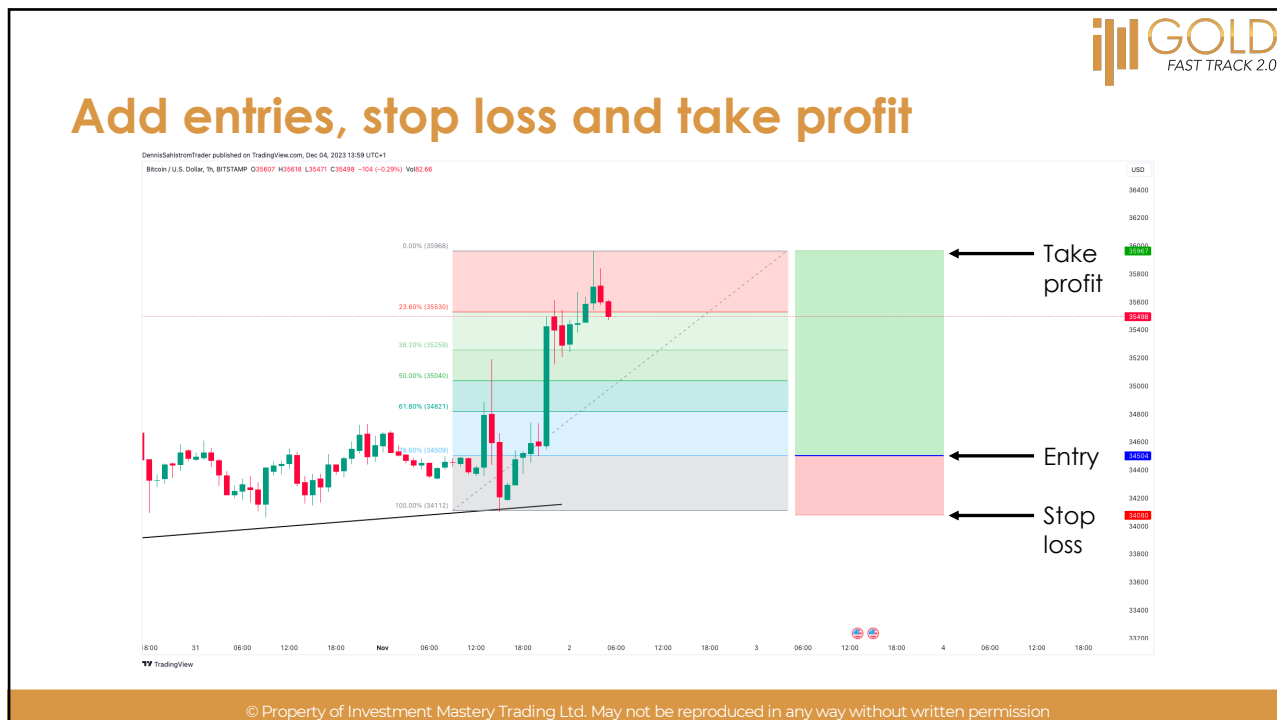 GOLD
FAST TRACK 2.0
Add entries, stop loss and take profit
DennisSahlstromTrader published on TradingView.com, Dec 04, 2023 13:59 UTC+1
Bitcoin / U.S. Dollar, 1h, BITSTAMP O35607 H35618 L35471 C35498 −104 (−0.29%) Vol82.66
USD
36400
36200
36000
35967
35800
35600
35498
35400
35200
35000
34800
34600
34504
34400
34200
34080
34000
33800
33600
33400
33200
0.00% (35968)
23.60% (35530)
38.20% (35259)
50.00% (35040)
61.80% (34821)
78.60% (34509)
100.00% (34112)
Take
profit
Entry
Stop
loss
18:00 31 06:00 12:00 18:00 Nov 06:00 12:00 18:00 2 06:00 12:00 18:00 3 06:00 12:00 18:00 4 06:00 12:00 18:00
TradingView
© Property of Investment Mastery Trading Ltd. May not be reproduced in any way without written permission